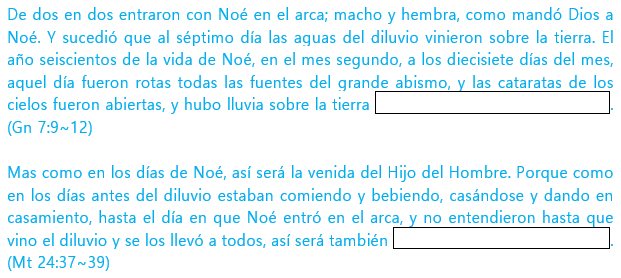 De dos en dos entraron con Noé en el arca; macho y hembra, como mandó Dios a
Noé. Y sucedió que al séptimo día las aguas del diluvio vinieron sobre la tierra. El
año seiscientos de la vida de Noé, en el mes segundo, a los diecisiete días del mes,
aquel día fueron rotas todas las fuentes del grande abismo, y las cataratas de los
cielos fueron abiertas, y hubo lluvia sobre la tierra .
(Gn 7:9~12)
Mas como en los días de Noé, así será la venida del Hijo del Hombre. Porque como
en los días antes del diluvio estaban comiendo y bebiendo, casándose y dando en
casamiento, hasta el día en que Noé entró en el arca, y no entendieron hasta que
vino el diluvio y se los llevó a todos, así será también .
(Mt 24:37~39)